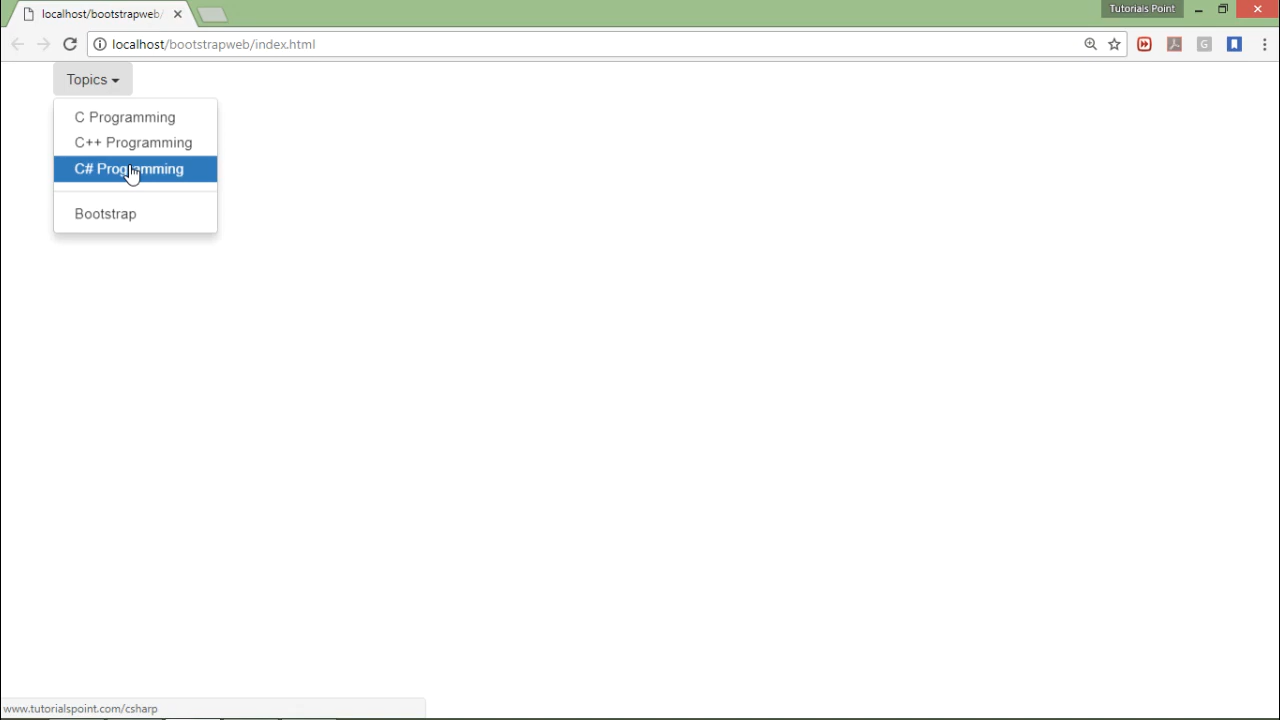 localhost/bootstrapweb/
Tutorials Point
localhost/bootstrapweb/index.html
G
Topics
C Programming
C++ Programming
C# Programming
Bootstrap
www.tutorialspoint.com/csharp